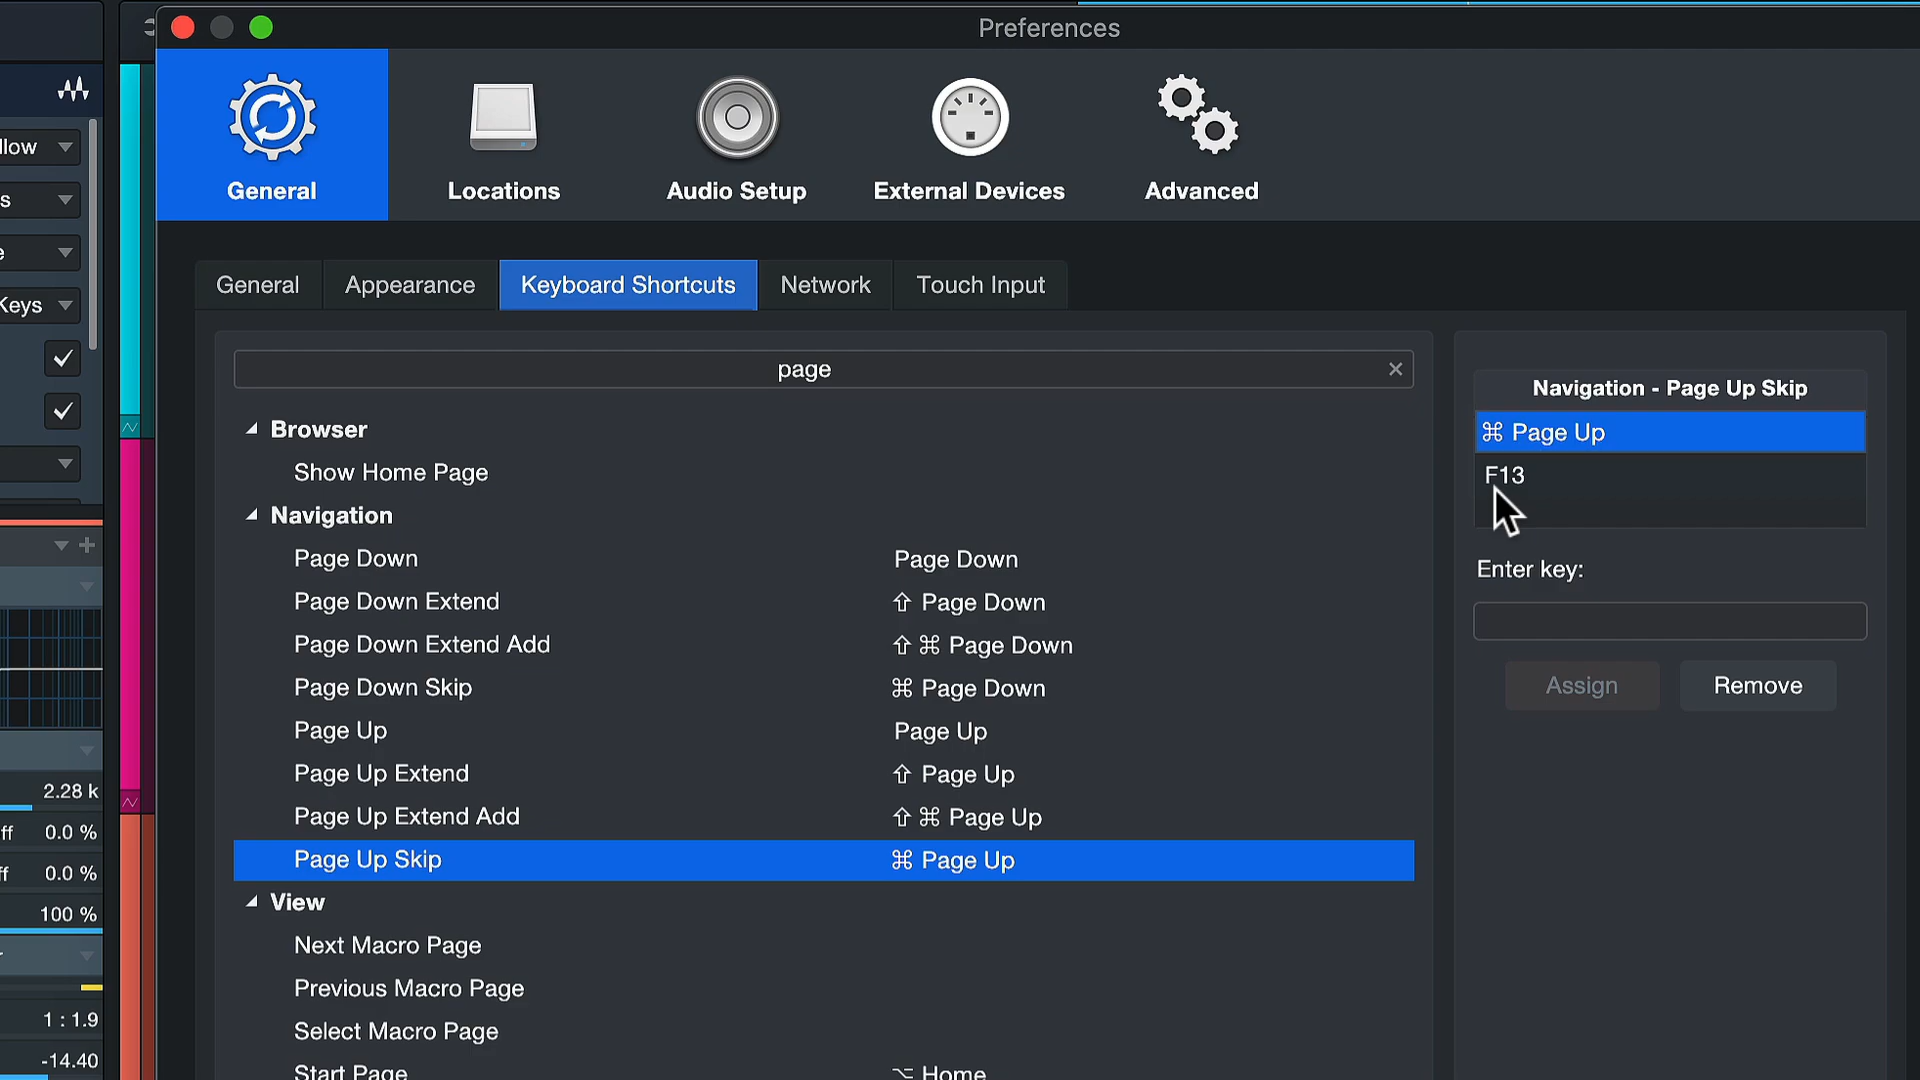 Preferences
General
Locations
Audio Setup
External Devices
Advanced
General
Appearance
Keyboard Shortcuts
Network
Touch Input
page
Browser
Show Home Page
Navigation
Page Down Page Down
Page Down Extend ⇧ Page Down
Page Down Extend Add ⇧ ⌘ Page Down
Page Down Skip ⌘ Page Down
Page Up Page Up
Page Up Extend ⇧ Page Up
Page Up Extend Add ⇧ ⌘ Page Up
Page Up Skip ⌘ Page Up
View
Next Macro Page
Previous Macro Page
Select Macro Page
Start Page ⌥ Home
Navigation - Page Up Skip
⌘ Page Up
F13
Enter key:
Assign
Remove
llow
s
e
Keys
2.28 k
ff 0.0 %
ff 0.0 %
100 %
1 : 1.9
-14.40